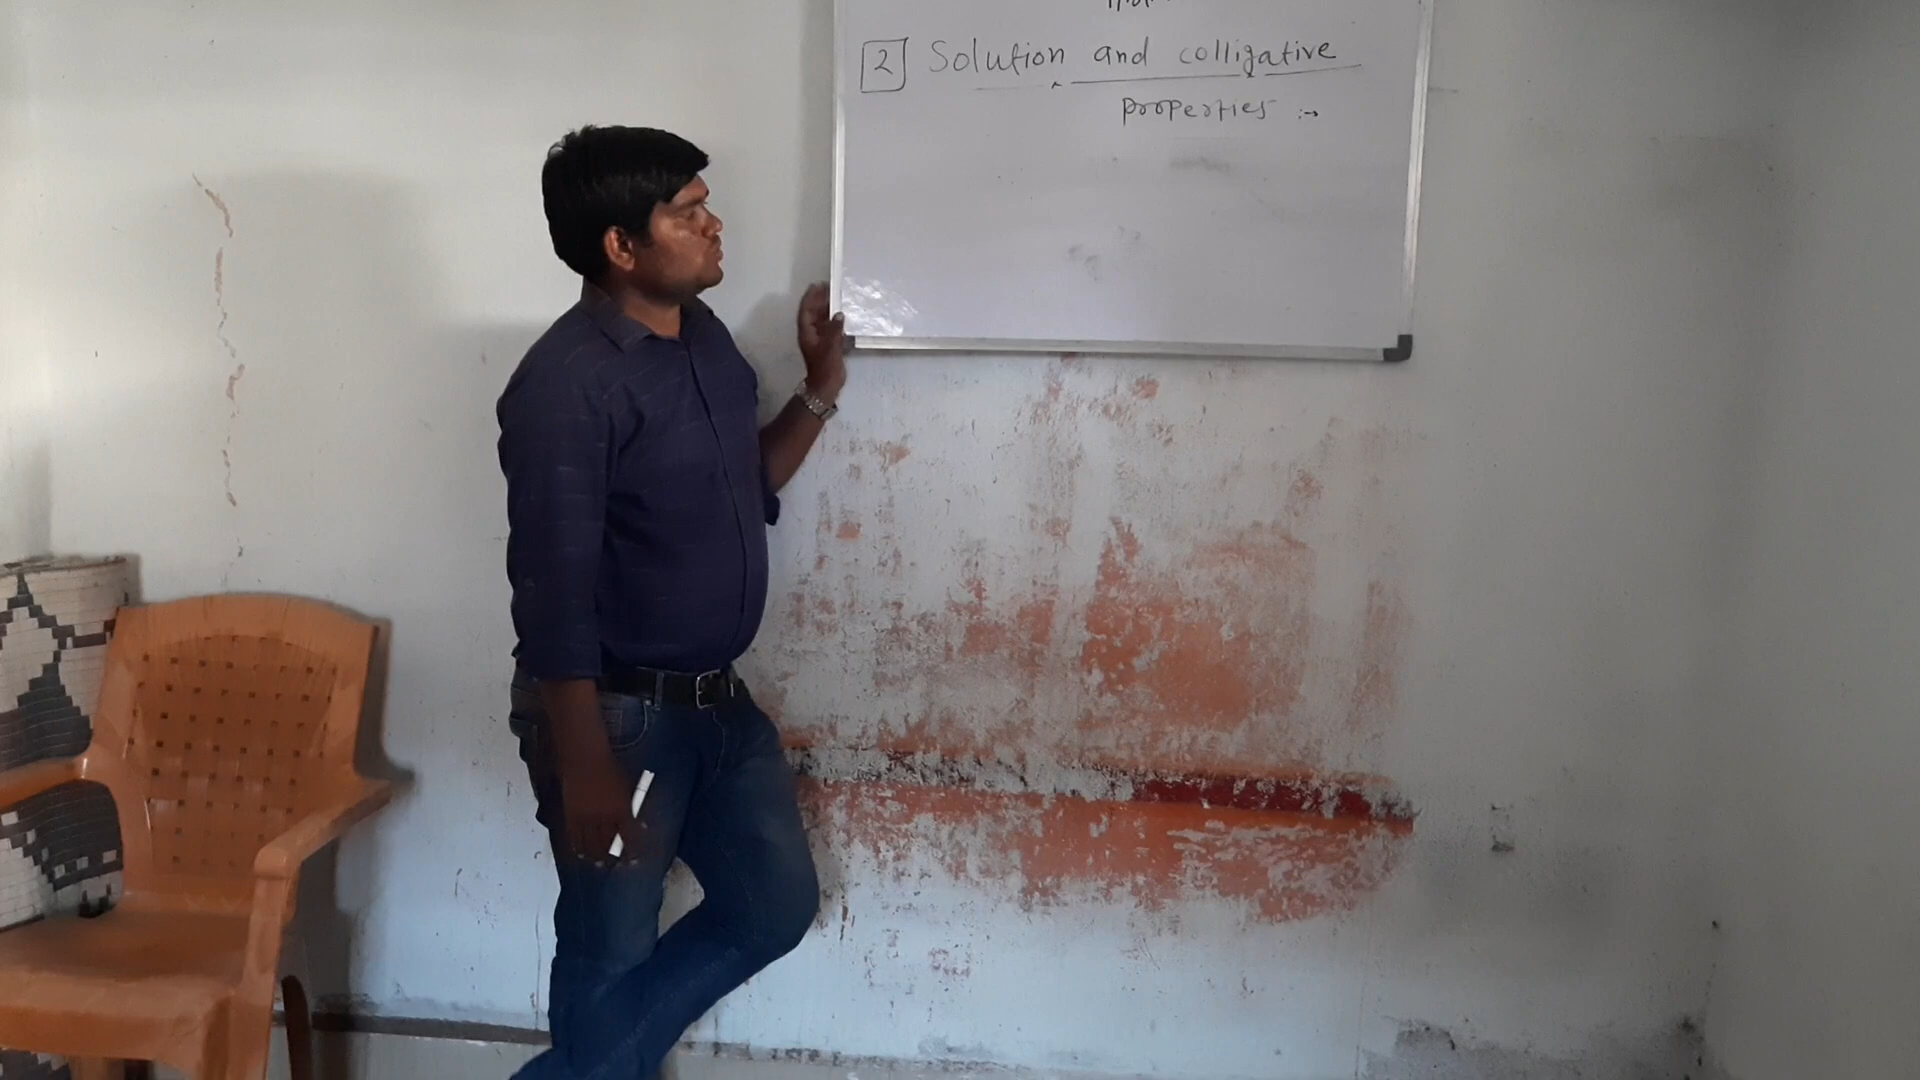 2 Solution and colligative
properties :→